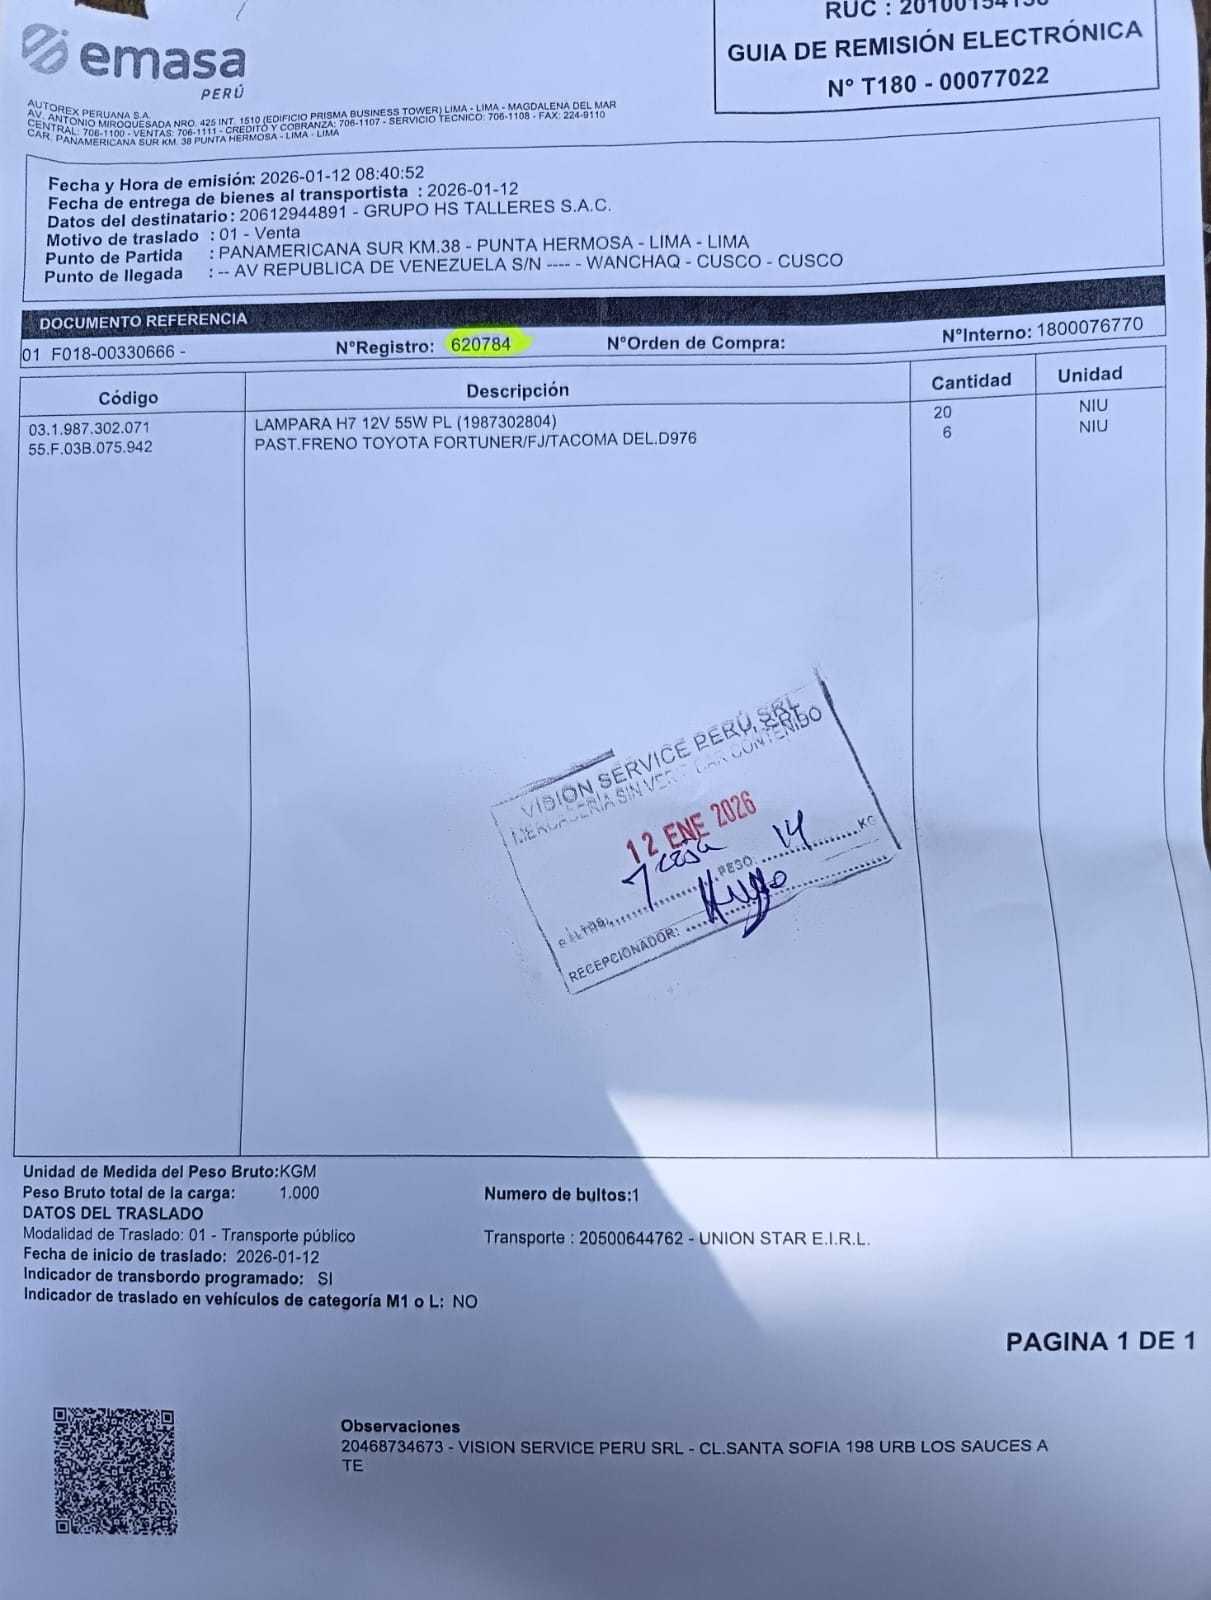 emasa
PERÚ
RUC : 20100154136
GUIA DE REMISIÓN ELECTRÓNICA
N° T180 - 00077022
AUTOREX PERUANA S.A.
AV. ANTONIO MIROQUESADA NRO. 425 INT. 1510 (EDIFICIO PRISMA BUSINESS TOWER) LIMA - LIMA - MAGDALENA DEL MAR
CENTRAL: 706-1100 - VENTAS: 706-1111 - CREDITO Y COBRANZA: 706-1107 - SERVICIO TECNICO: 706-1108 - FAX: 224-9110
CAR. PANAMERICANA SUR KM. 38 PUNTA HERMOSA - LIMA - LIMA
Fecha y Hora de emisión: 2026-01-12 08:40:52
Fecha de entrega de bienes al transportista : 2026-01-12
Datos del destinatario : 20612944891 - GRUPO HS TALLERES S.A.C.
Motivo de traslado : 01 - Venta
Punto de Partida : PANAMERICANA SUR KM.38 - PUNTA HERMOSA - LIMA - LIMA
Punto de llegada : -- AV REPUBLICA DE VENEZUELA S/N ---- - WANCHAQ - CUSCO - CUSCO
DOCUMENTO REFERENCIA
01 F018-00330666 - N°Registro: 620784 N°Orden de Compra: N°Interno: 1800076770
Código Descripción Cantidad Unidad
03.1.987.302.071 LAMPARA H7 12V 55W PL (1987302804) 20 NIU
55.F.03B.075.942 PAST.FRENO TOYOTA FORTUNER/FJ/TACOMA DEL.D976 6 NIU
VISION SERVICE PERÚ, SRL
MERCADERIA SIN VERIFICAR CONTENIDO
12 ENE 2026
PESO: 14 KG
RECEPCIONADOR: Hugo
Unidad de Medida del Peso Bruto:KGM
Peso Bruto total de la carga: 1.000 Numero de bultos:1
DATOS DEL TRASLADO
Modalidad de Traslado: 01 - Transporte público Transporte : 20500644762 - UNION STAR E.I.R.L.
Fecha de inicio de traslado: 2026-01-12
Indicador de transbordo programado: SI
Indicador de traslado en vehículos de categoría M1 o L: NO
PAGINA 1 DE 1
Observaciones
20468734673 - VISION SERVICE PERU SRL - CL.SANTA SOFIA 198 URB LOS SAUCES A
TE